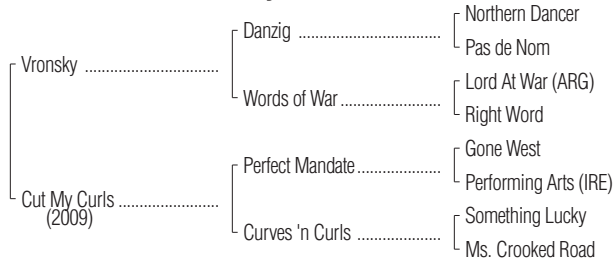 Northern Dancer
Danzig ..................................
Pas de Nom
Vronsky ................................
Lord At War (ARG)
Words of War ........................
Right Word
Gone West
Perfect Mandate ....................
Performing Arts (IRE)
Cut My Curls ........................
(2009)
Something Lucky
Curves 'n Curls ....................
Ms. Crooked Road